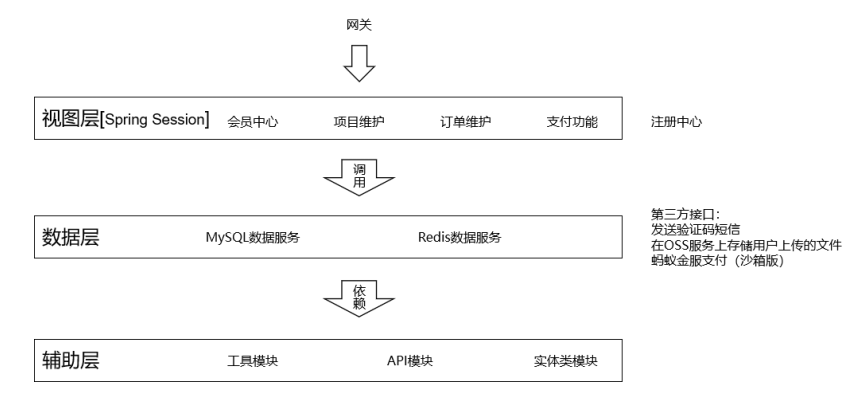 网关
视图层[Spring Session] 会员中心 项目维护 订单维护 支付功能 注册中心
调用
数据层 MySQL数据服务 Redis数据服务
第三方接口：
发送验证码短信
在OSS服务上存储用户上传的文件
蚂蚁金服支付（沙箱版）
依赖
辅助层 工具模块 API模块 实体类模块